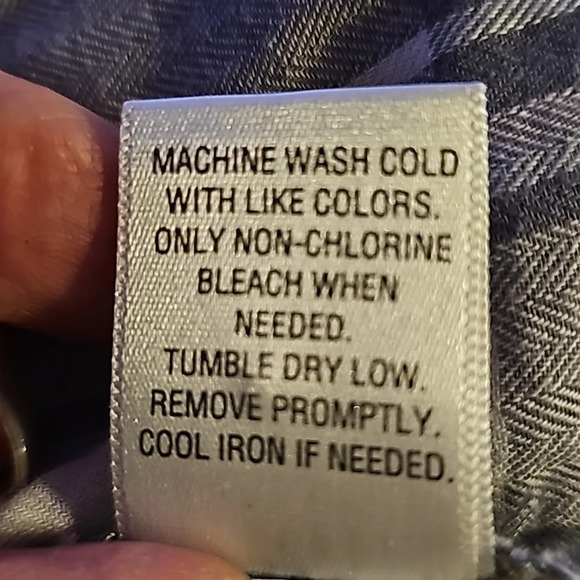 MACHINE WASH COLD
WITH LIKE COLORS.
ONLY NON-CHLORINE
BLEACH WHEN
NEEDED.
TUMBLE DRY LOW.
REMOVE PROMPTLY.
COOL IRON IF NEEDED.